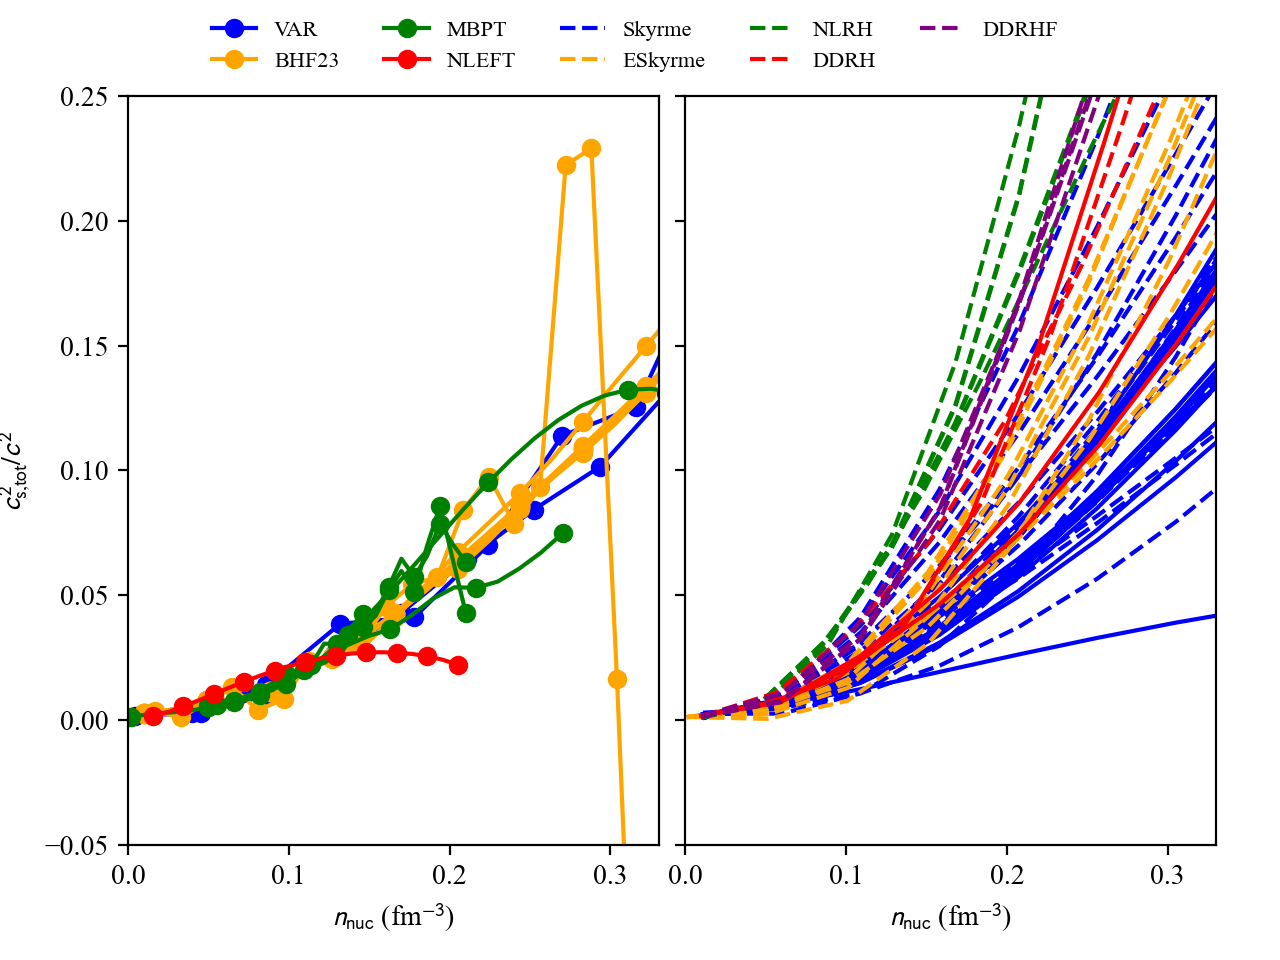 VAR MBPT Skyrme NLRH DDRHF
BHF23 NLEFT ESkyrme DDRH
0.25
0.20
0.15
0.10
0.05
0.00
−0.05
c²s,tot/c²
0.0 0.1 0.2 0.3 0.0 0.1 0.2 0.3
nnuc (fm⁻³) nnuc (fm⁻³)